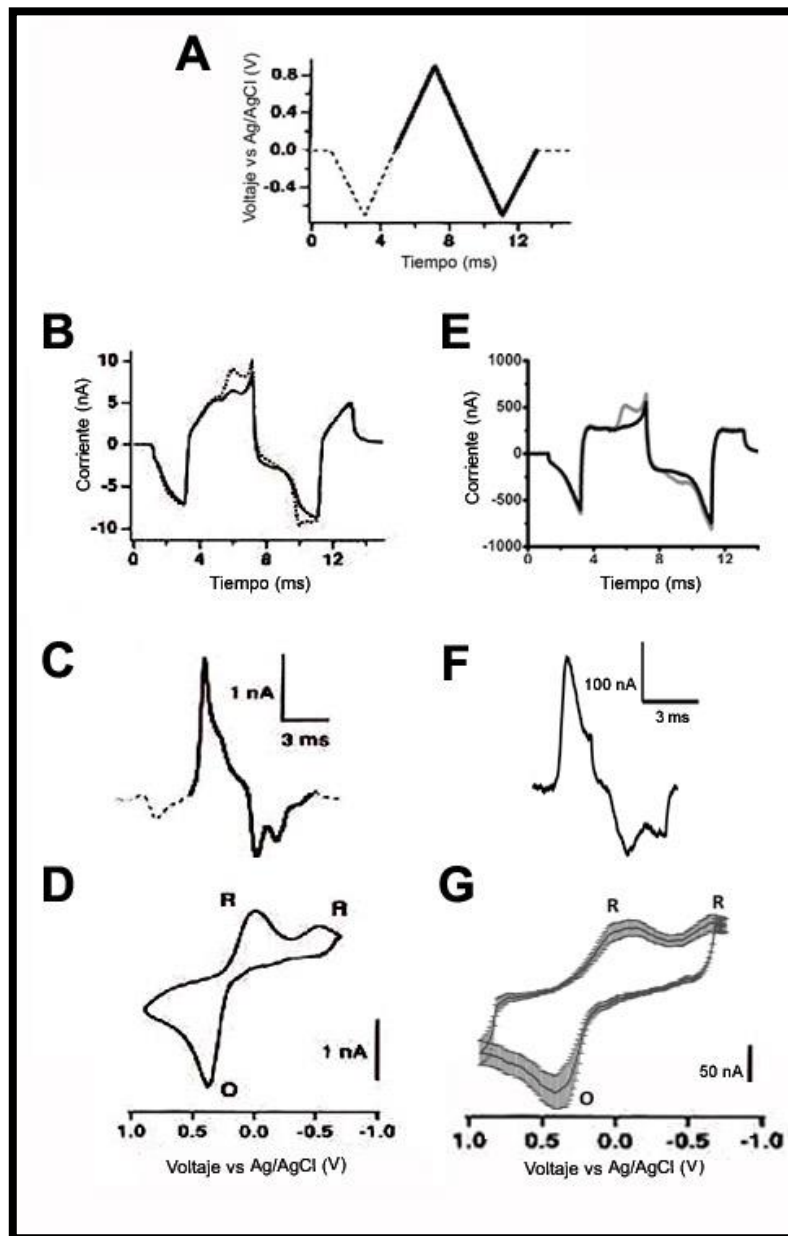 A
Voltaje vs Ag/AgCl (V)
0.8
0.0
-0.4
0
4
8
12
Tiempo (ms)
B
Corriente (nA)
10
5
0
-5
-10
0
4
8
12
Tiempo (ms)
E
Corriente (nA)
1000
500
0
-500
-1000
0
4
8
12
Tiempo (ms)
C
1 nA
3 ms
F
100 nA
3 ms
D
R
R
O
1 nA
1.0
0.5
0.0
-0.5
-1.0
Voltaje vs Ag/AgCl (V)
G
R
R
O
50 nA
1.0
0.5
0.0
-0.5
-1.0
Voltaje vs Ag/AgCl (V)